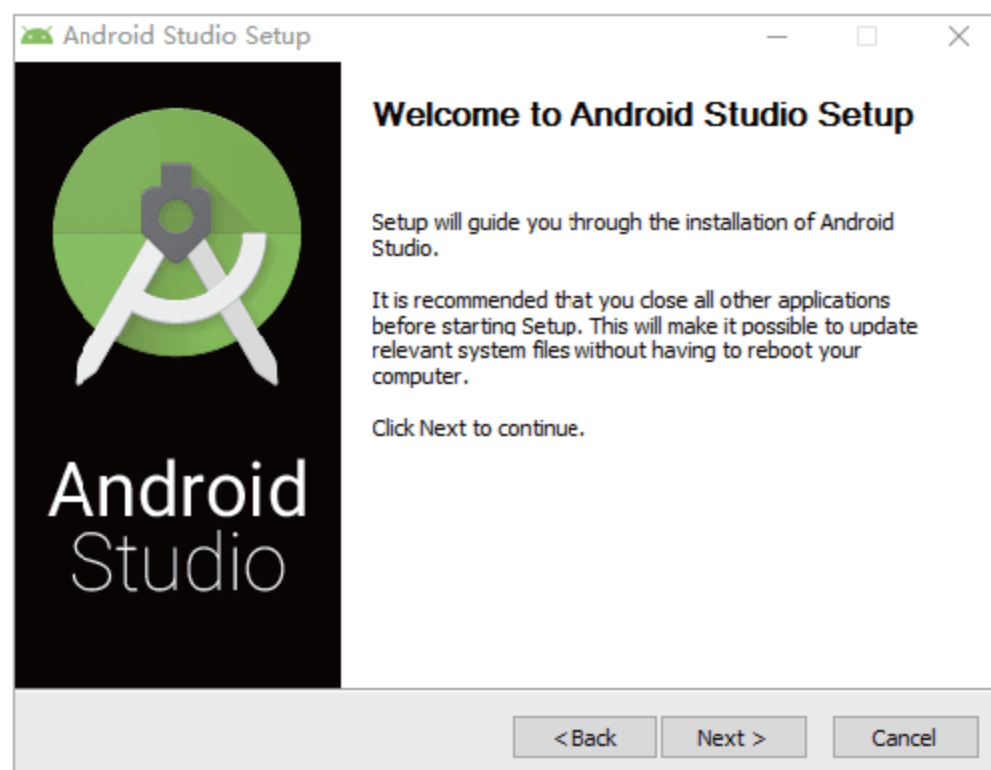 Android Studio Setup
Welcome to Android Studio Setup
Setup will guide you through the installation of Android
Studio.
It is recommended that you close all other applications
before starting Setup. This will make it possible to update
relevant system files without having to reboot your
computer.
Click Next to continue.
Android
Studio
< Back
Next >
Cancel